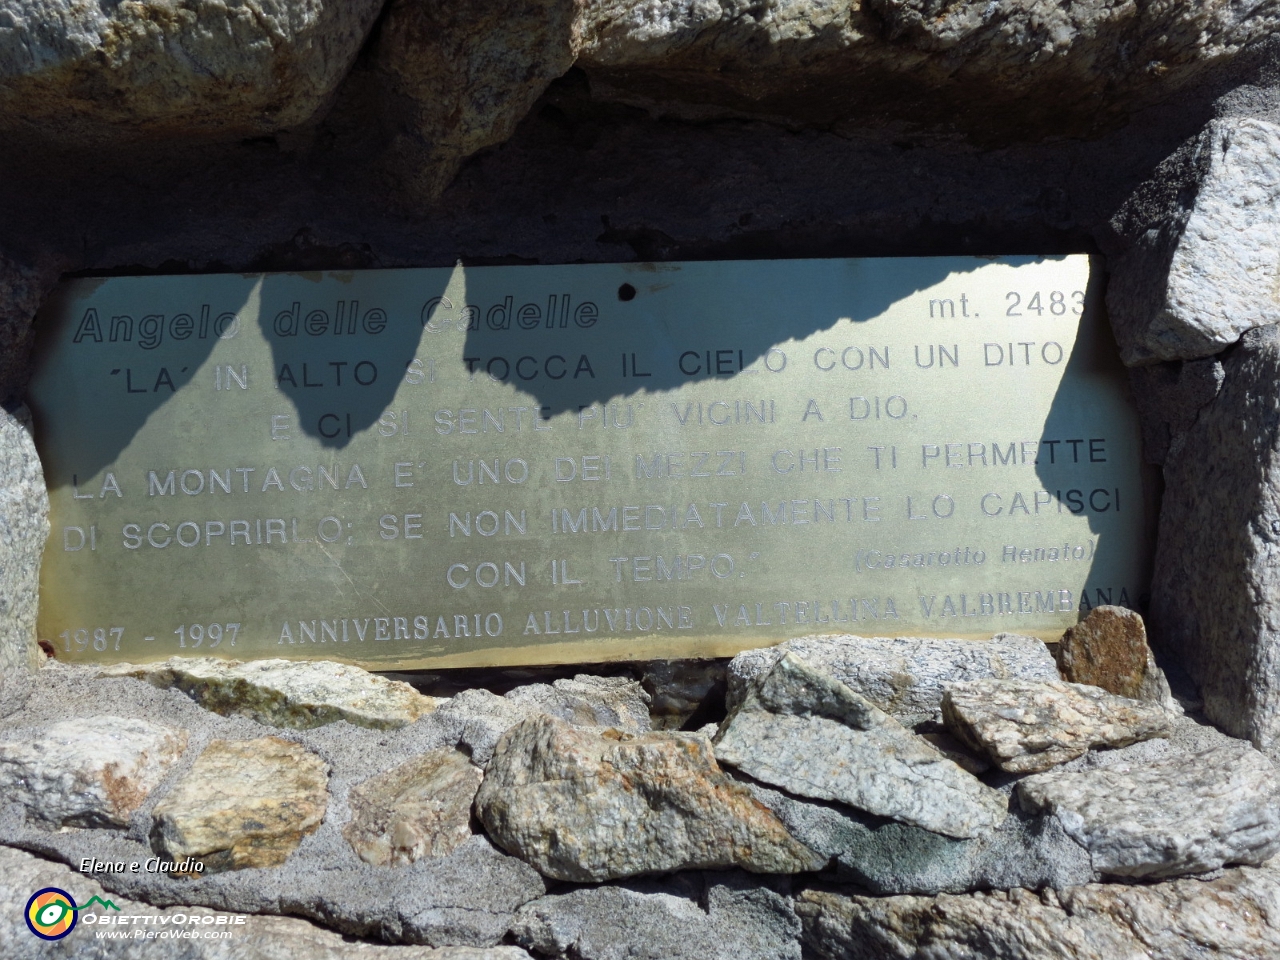 Angelo delle Cadelle mt. 2483
"LA´ IN ALTO SI TOCCA IL CIELO CON UN DITO
E CI SI SENTE PIU´ VICINI A DIO.
LA MONTAGNA E´ UNO DEI MEZZI CHE TI PERMETTE
DI SCOPRIRLO; SE NON IMMEDIATAMENTE LO CAPISCI
CON IL TEMPO."
(Casarotto Renato)
1987 - 1997 ANNIVERSARIO ALLUVIONE VALTELLINA VALBREMBANA
Elena e Claudio
OBIETTIVOOROBIE
www.PieroWeb.com